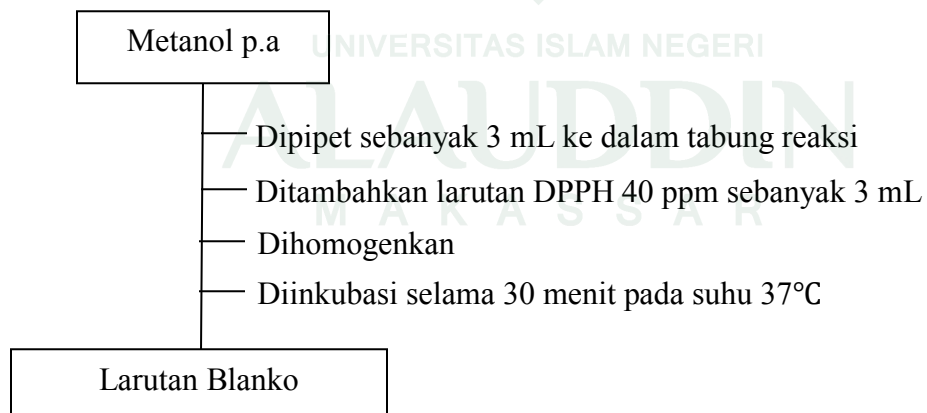 Metanol p.a
UNIVERSITAS ISLAM NEGERI
ALAUDDIN
Dipipet sebanyak 3 mL ke dalam tabung reaksi
Ditambahkan larutan DPPH 40 ppm sebanyak 3 mL
MAKASSAR
Dihomogenkan
Diinkubasi selama 30 menit pada suhu 37°C
Larutan Blanko